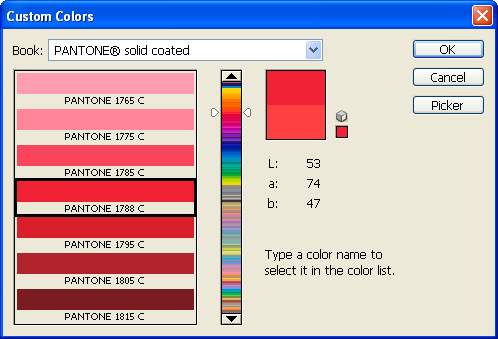 Custom Colors
Book: PANTONE® solid coated
OK
Cancel
Picker
PANTONE 1765 C
PANTONE 1775 C
PANTONE 1785 C
PANTONE 1788 C
PANTONE 1795 C
PANTONE 1805 C
PANTONE 1815 C
L: 53
a: 74
b: 47
Type a color name to
select it in the color list.